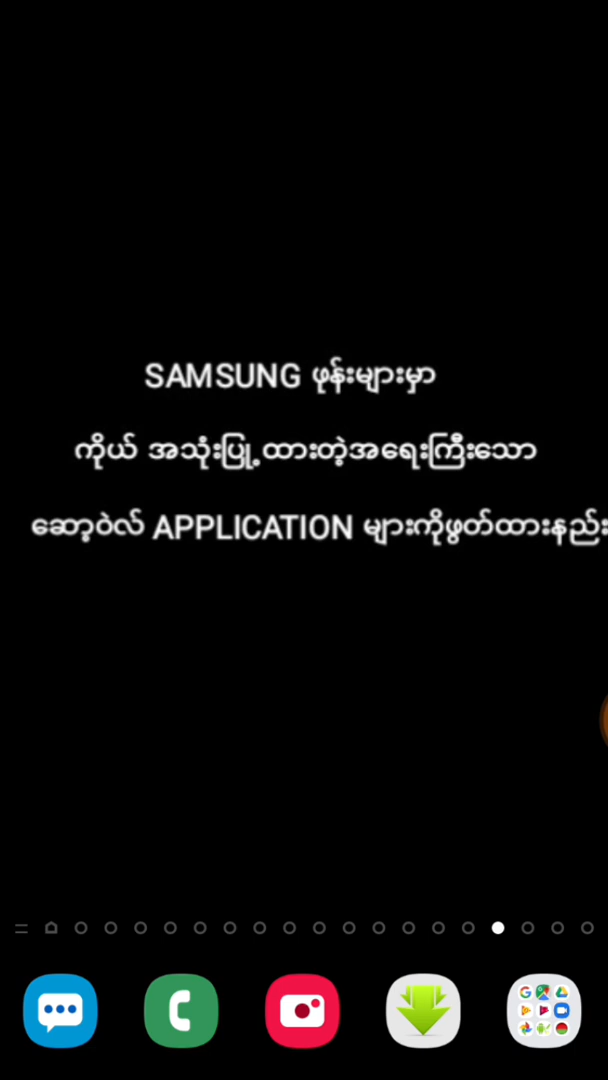 SAMSUNG ဖုန်းများမှာ
ကိုယ် အသုံးပြု့ထားတဲ့အရေးကြီးသော
ဆော့ဝဲလ် APPLICATION များကိုဖွတ်ထားနည်း